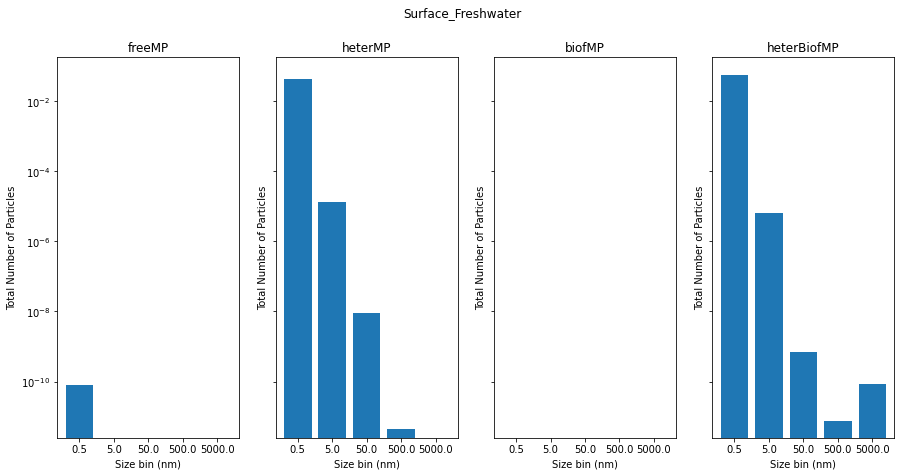 Surface_Freshwater
freeMP
heterMP
biofMP
heterBiofMP
Total Number of Particles
10⁻²
10⁻⁴
10⁻⁶
10⁻⁸
10⁻¹⁰
0.5 5.0 50.0 500.0 5000.0
Size bin (nm)
Total Number of Particles
0.5 5.0 50.0 500.0 5000.0
Size bin (nm)
Total Number of Particles
0.5 5.0 50.0 500.0 5000.0
Size bin (nm)
Total Number of Particles
0.5 5.0 50.0 500.0 5000.0
Size bin (nm)